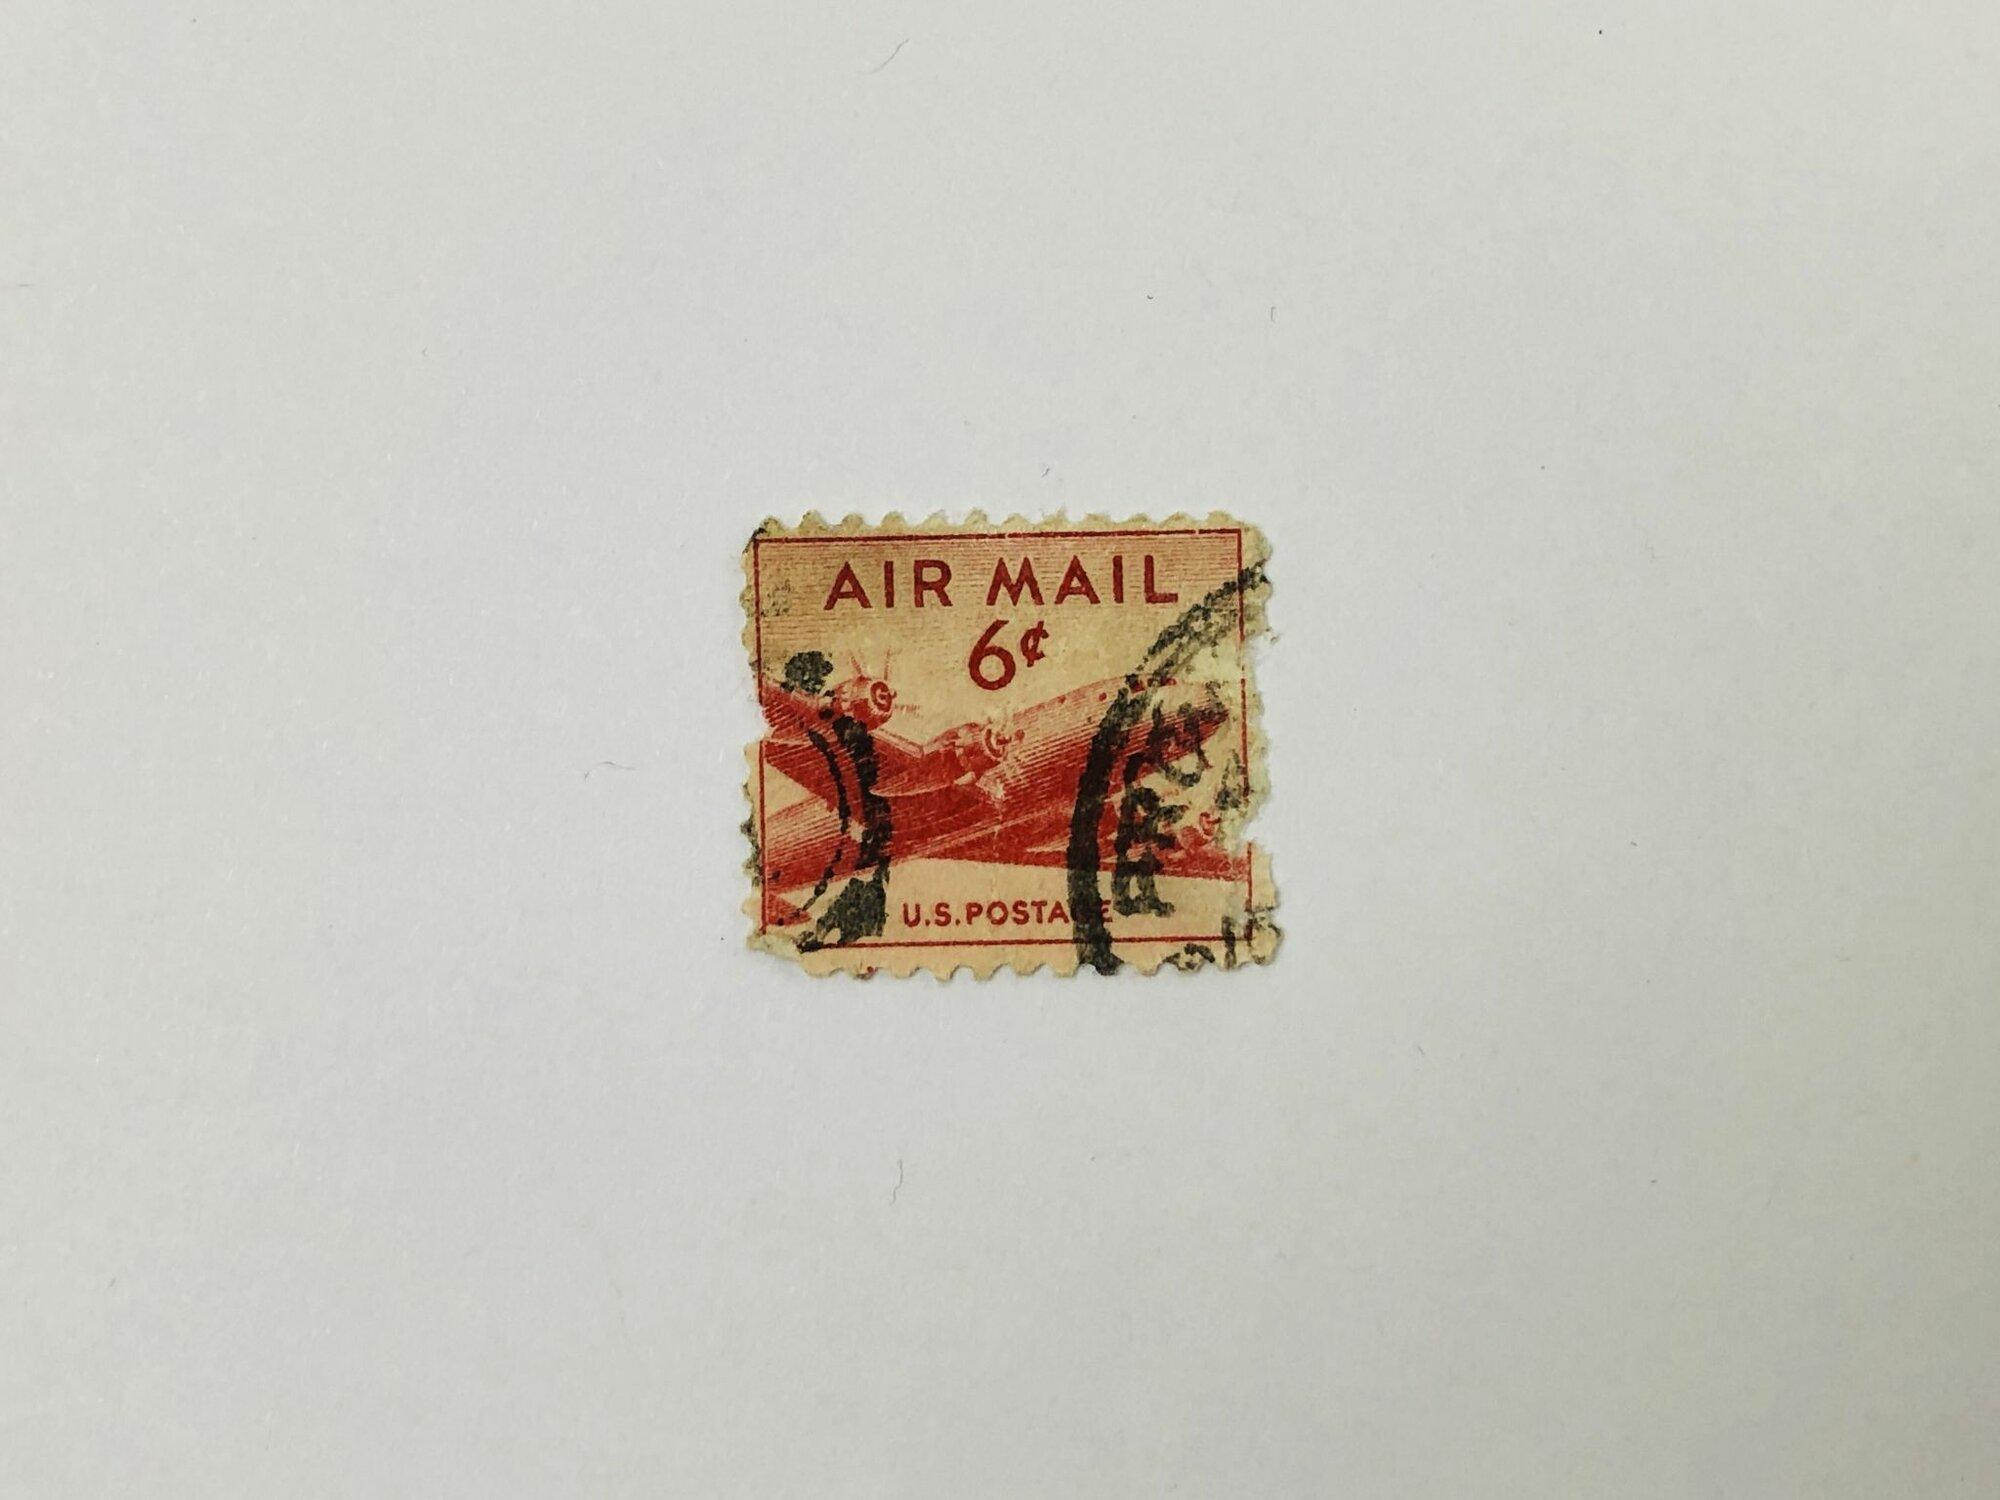 AIR MAIL
6¢
U.S. POSTAGE